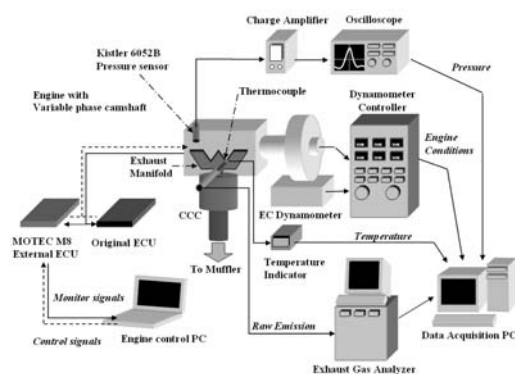 Charge Amplifier
Oscilloscope
Kistler 6052B
Pressure sensor
Pressure
Engine with
Variable phase camshaft
Thermocouple
Dynamometer
Controller
Engine
Conditions
Exhaust
Manifold
CCC
EC Dynamometer
MOTEC M8
External ECU
Original ECU
To Muffler
Temperature
Temperature
Indicator
Monitor signals
Control signals
Engine control PC
Raw Emission
Data Acquisition PC
Exhaust Gas Analyzer